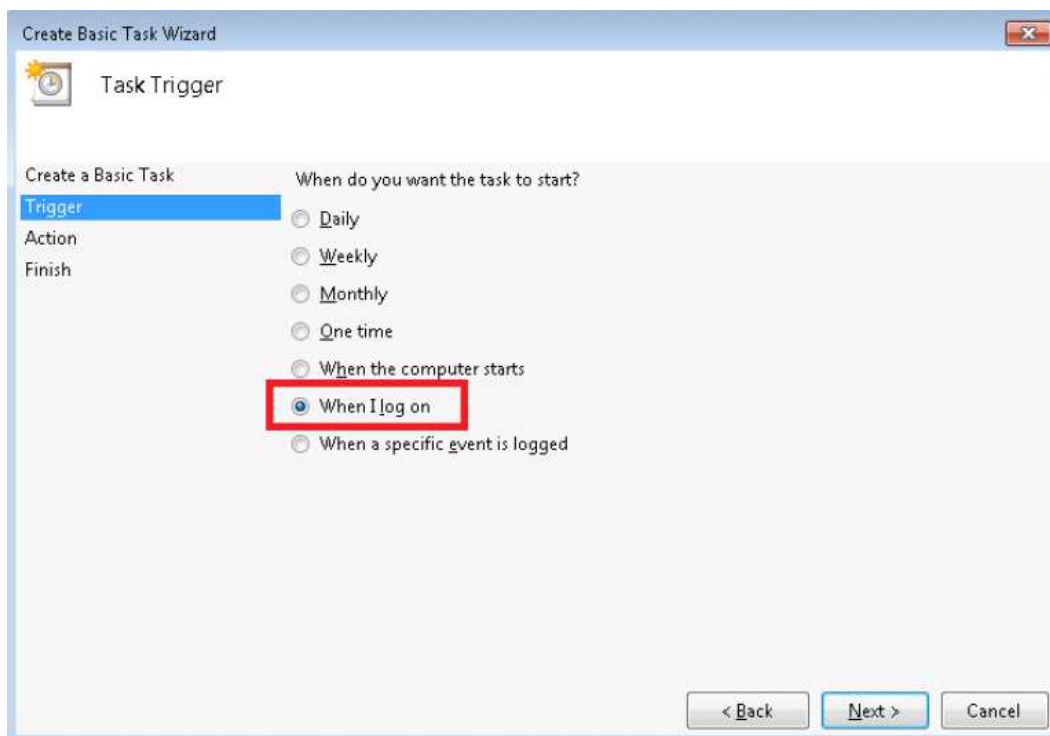 Create Basic Task Wizard
Task Trigger
Create a Basic Task
Trigger
Action
Finish
When do you want the task to start?
Daily
Weekly
Monthly
One time
When the computer starts
When I log on
When a specific event is logged
< Back
Next >
Cancel